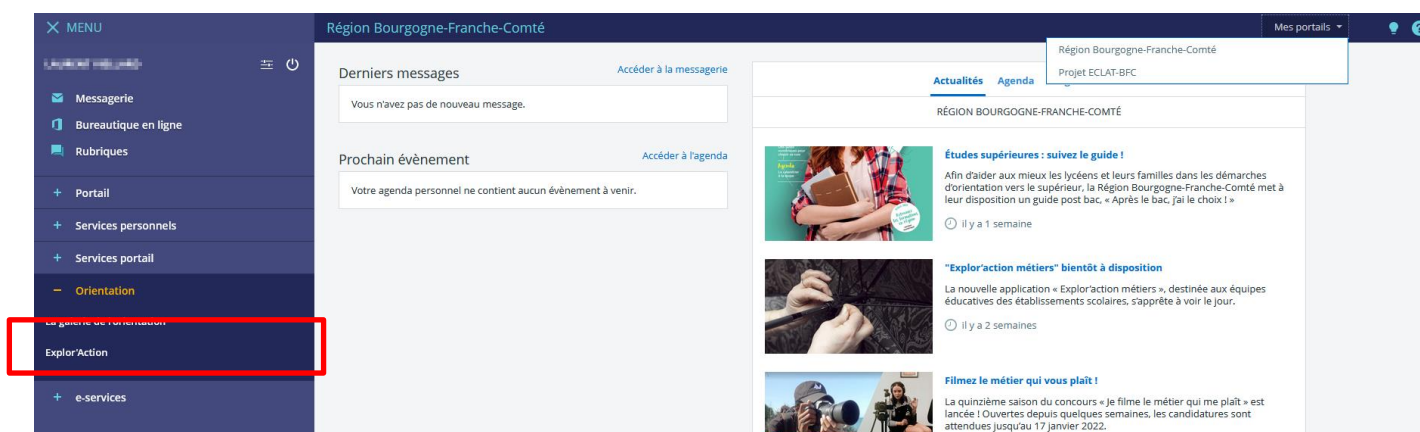 MENU
Messagerie
Bureautique en ligne
Rubriques
+ Portail
+ Services personnels
+ Services portail
− Orientation
La galerie de l'orientation
Explor'Action
+ e-services
Région Bourgogne-Franche-Comté
Mes portails
Région Bourgogne-Franche-Comté
Projet ECLAT-BFC
Derniers messages
Accéder à la messagerie
Vous n'avez pas de nouveau message.
Prochain évènement
Accéder à l'agenda
Votre agenda personnel ne contient aucun évènement à venir.
Actualités Agenda
RÉGION BOURGOGNE-FRANCHE-COMTÉ
Études supérieures : suivez le guide !
Afin d'aider aux mieux les lycéens et leurs familles dans les démarches
d'orientation vers le supérieur, la Région Bourgogne-Franche-Comté met à
leur disposition un guide post bac, « Après le bac, j'ai le choix ! »
il y a 1 semaine
"Explor'action métiers" bientôt à disposition
La nouvelle application « Explor'action métiers », destinée aux équipes
éducatives des établissements scolaires, s'apprête à voir le jour.
il y a 2 semaines
Filmez le métier qui vous plaît !
La quinzième saison du concours « Je filme le métier qui me plaît » est
lancée ! Ouvertes depuis quelques semaines, les candidatures sont
attendues jusqu'au 17 janvier 2022.